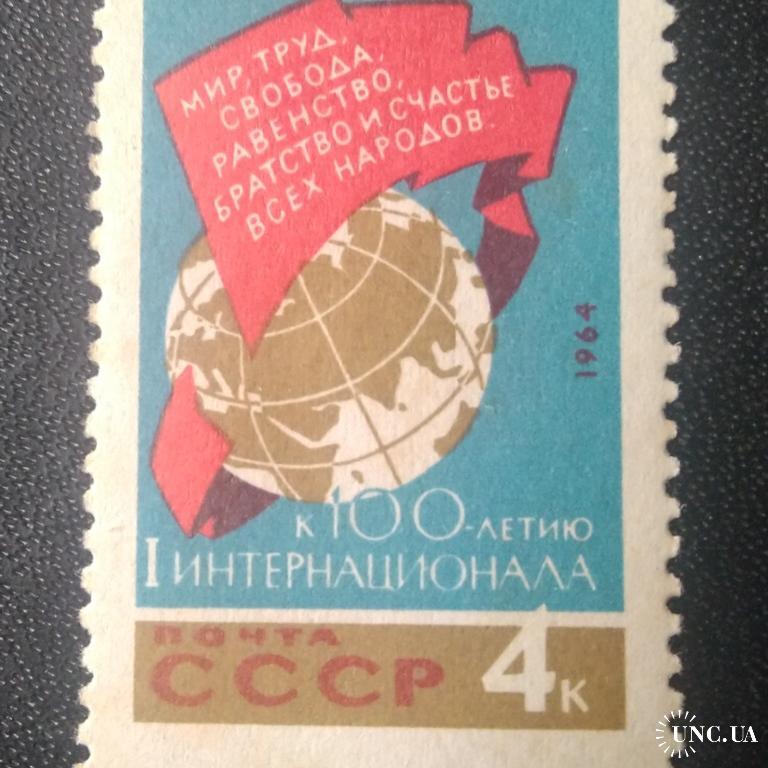 МИР, ТРУД,
СВОБОДА,
РАВЕНСТВО,
БРАТСТВО И СЧАСТЬЕ
ВСЕХ НАРОДОВ.
1964
К 100-ЛЕТИЮ
I ИНТЕРНАЦИОНАЛА
ПОЧТА
СССР 4К
UNC.UA